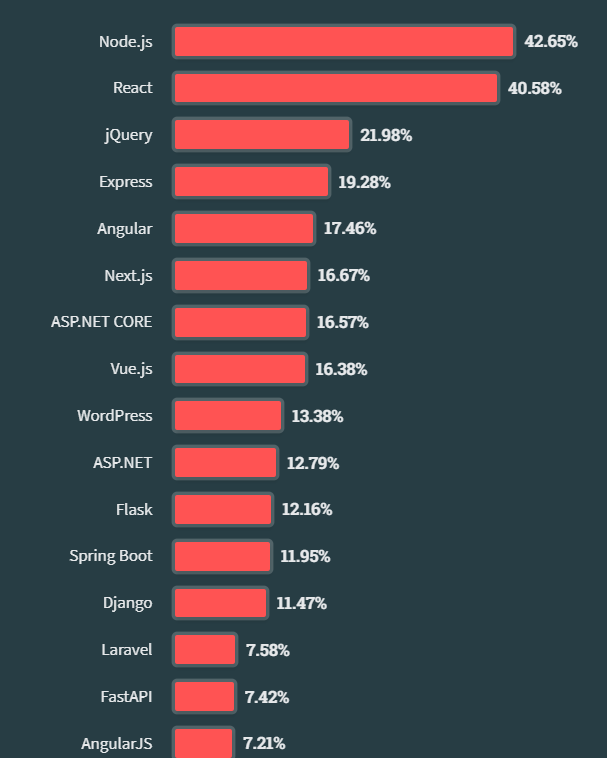 Node.js 42.65%
React 40.58%
jQuery 21.98%
Express 19.28%
Angular 17.46%
Next.js 16.67%
ASP.NET CORE 16.57%
Vue.js 16.38%
WordPress 13.38%
ASP.NET 12.79%
Flask 12.16%
Spring Boot 11.95%
Django 11.47%
Laravel 7.58%
FastAPI 7.42%
AngularJS 7.21%